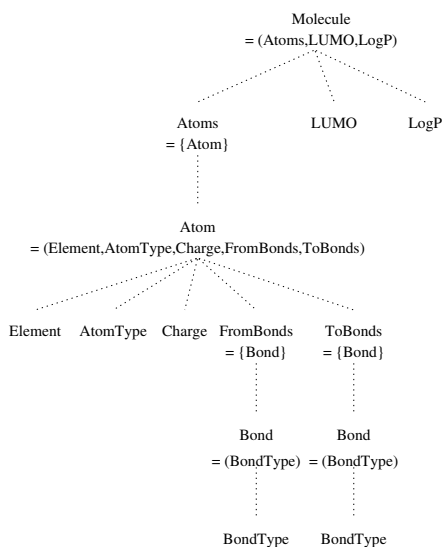 Molecule
= (Atoms,LUMO,LogP)
Atoms LUMO LogP
= {Atom}
Atom
= (Element,AtomType,Charge,FromBonds,ToBonds)
Element AtomType Charge FromBonds ToBonds
= {Bond} = {Bond}
Bond Bond
= (BondType) = (BondType)
BondType BondType